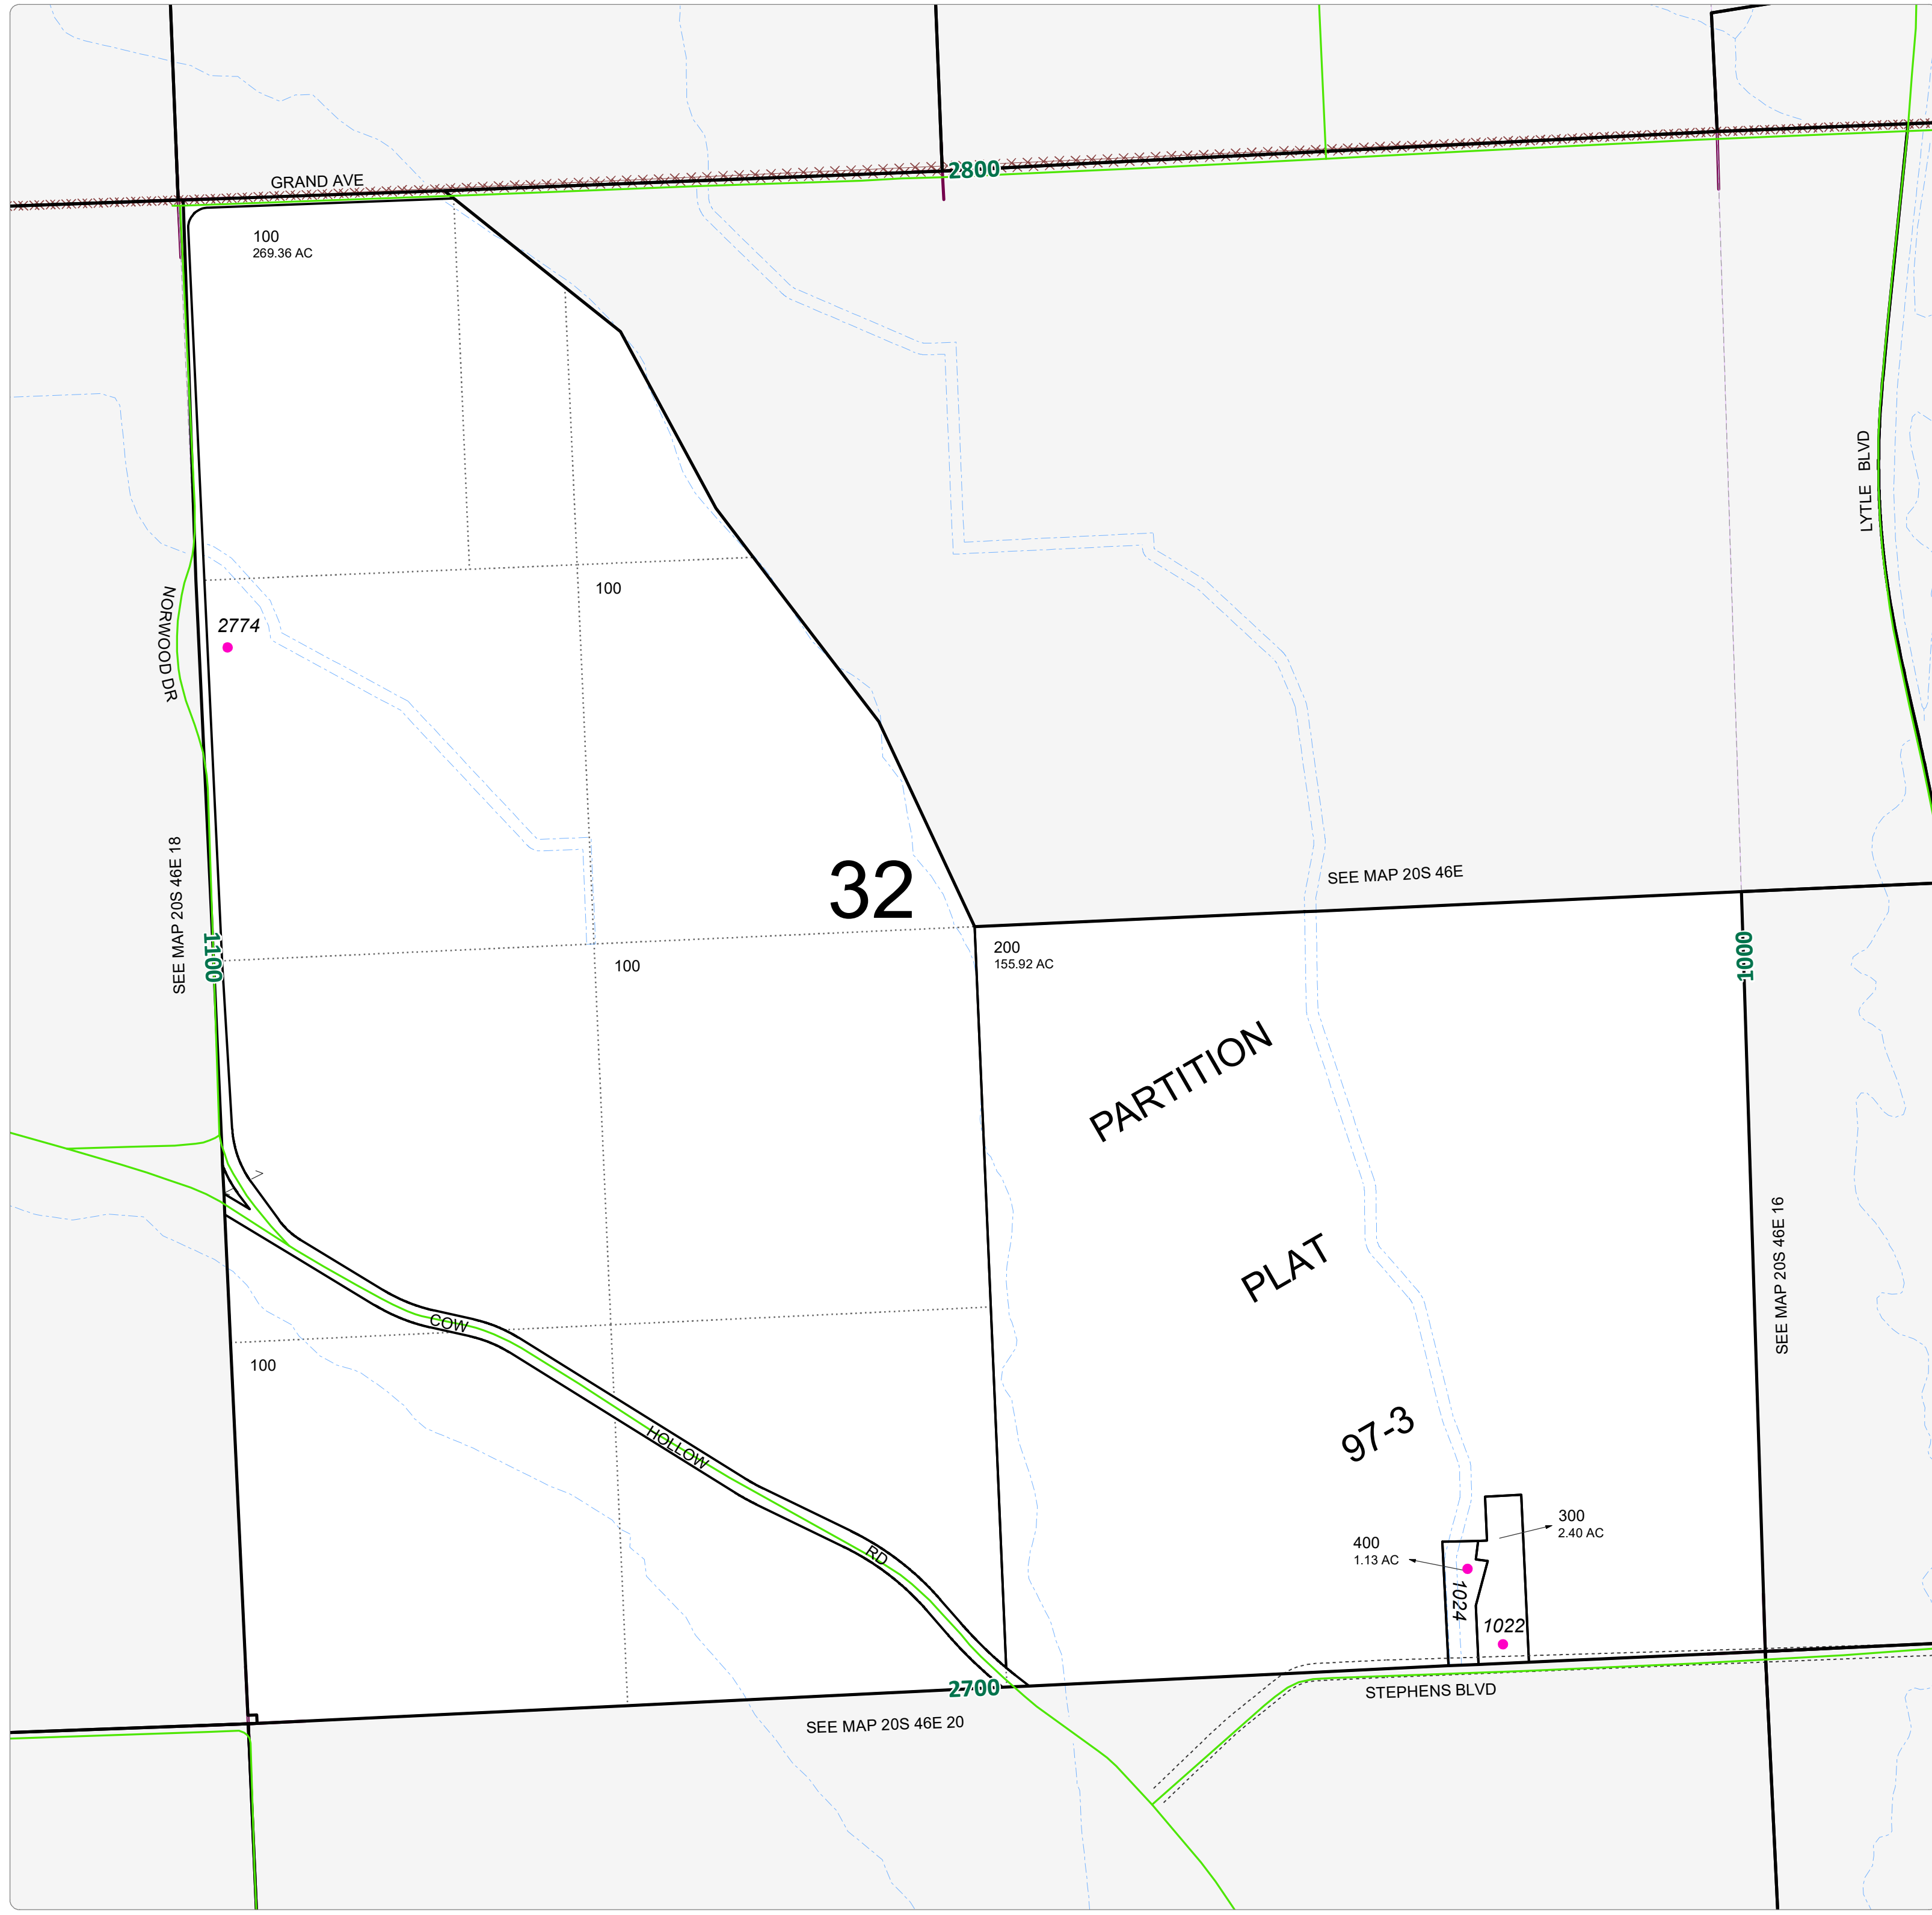 2800
GRAND AVE
100
269.36 AC
LYTLE BLVD
100
2774
NORWOOD DR
32
SEE MAP 20S 46E
SEE MAP 20S 46E 18
1100
100
200
155.92 AC
1000
PARTITION
PLAT
SEE MAP 20S 46E 16
COW
100
97-3
HOLLOW
300
2.40 AC
400
1.13 AC
RD
1024
1022
2700
STEPHENS BLVD
SEE MAP 20S 46E 20